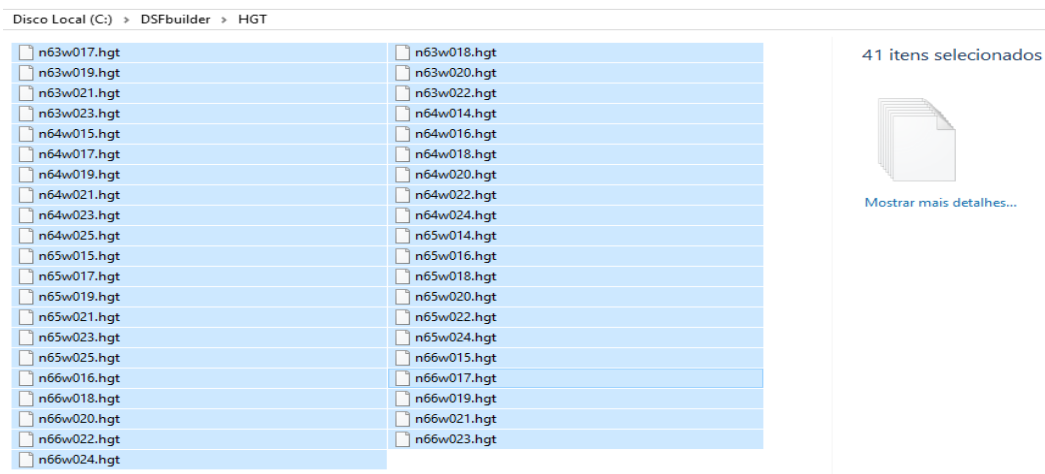 Disco Local (C:) › DSFbuilder › HGT
n63w017.hgt n63w018.hgt
n63w019.hgt n63w020.hgt
n63w021.hgt n63w022.hgt
n63w023.hgt n64w014.hgt
n64w015.hgt n64w016.hgt
n64w017.hgt n64w018.hgt
n64w019.hgt n64w020.hgt
n64w021.hgt n64w022.hgt
n64w023.hgt n64w024.hgt
n64w025.hgt n65w014.hgt
n65w015.hgt n65w016.hgt
n65w017.hgt n65w018.hgt
n65w019.hgt n65w020.hgt
n65w021.hgt n65w022.hgt
n65w023.hgt n65w024.hgt
n65w025.hgt n66w015.hgt
n66w016.hgt n66w017.hgt
n66w018.hgt n66w019.hgt
n66w020.hgt n66w021.hgt
n66w022.hgt n66w023.hgt
n66w024.hgt
41 itens selecionados
Mostrar mais detalhes...